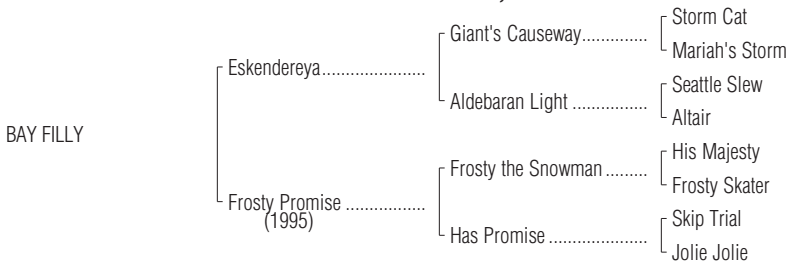 Storm Cat
Giant's Causeway..............
Mariah's Storm
Eskendereya......................
Seattle Slew
Aldebaran Light ................
Altair
BAY FILLY
His Majesty
Frosty the Snowman .........
Frosty Skater
Frosty Promise .................
(1995)
Skip Trial
Has Promise .....................
Jolie Jolie